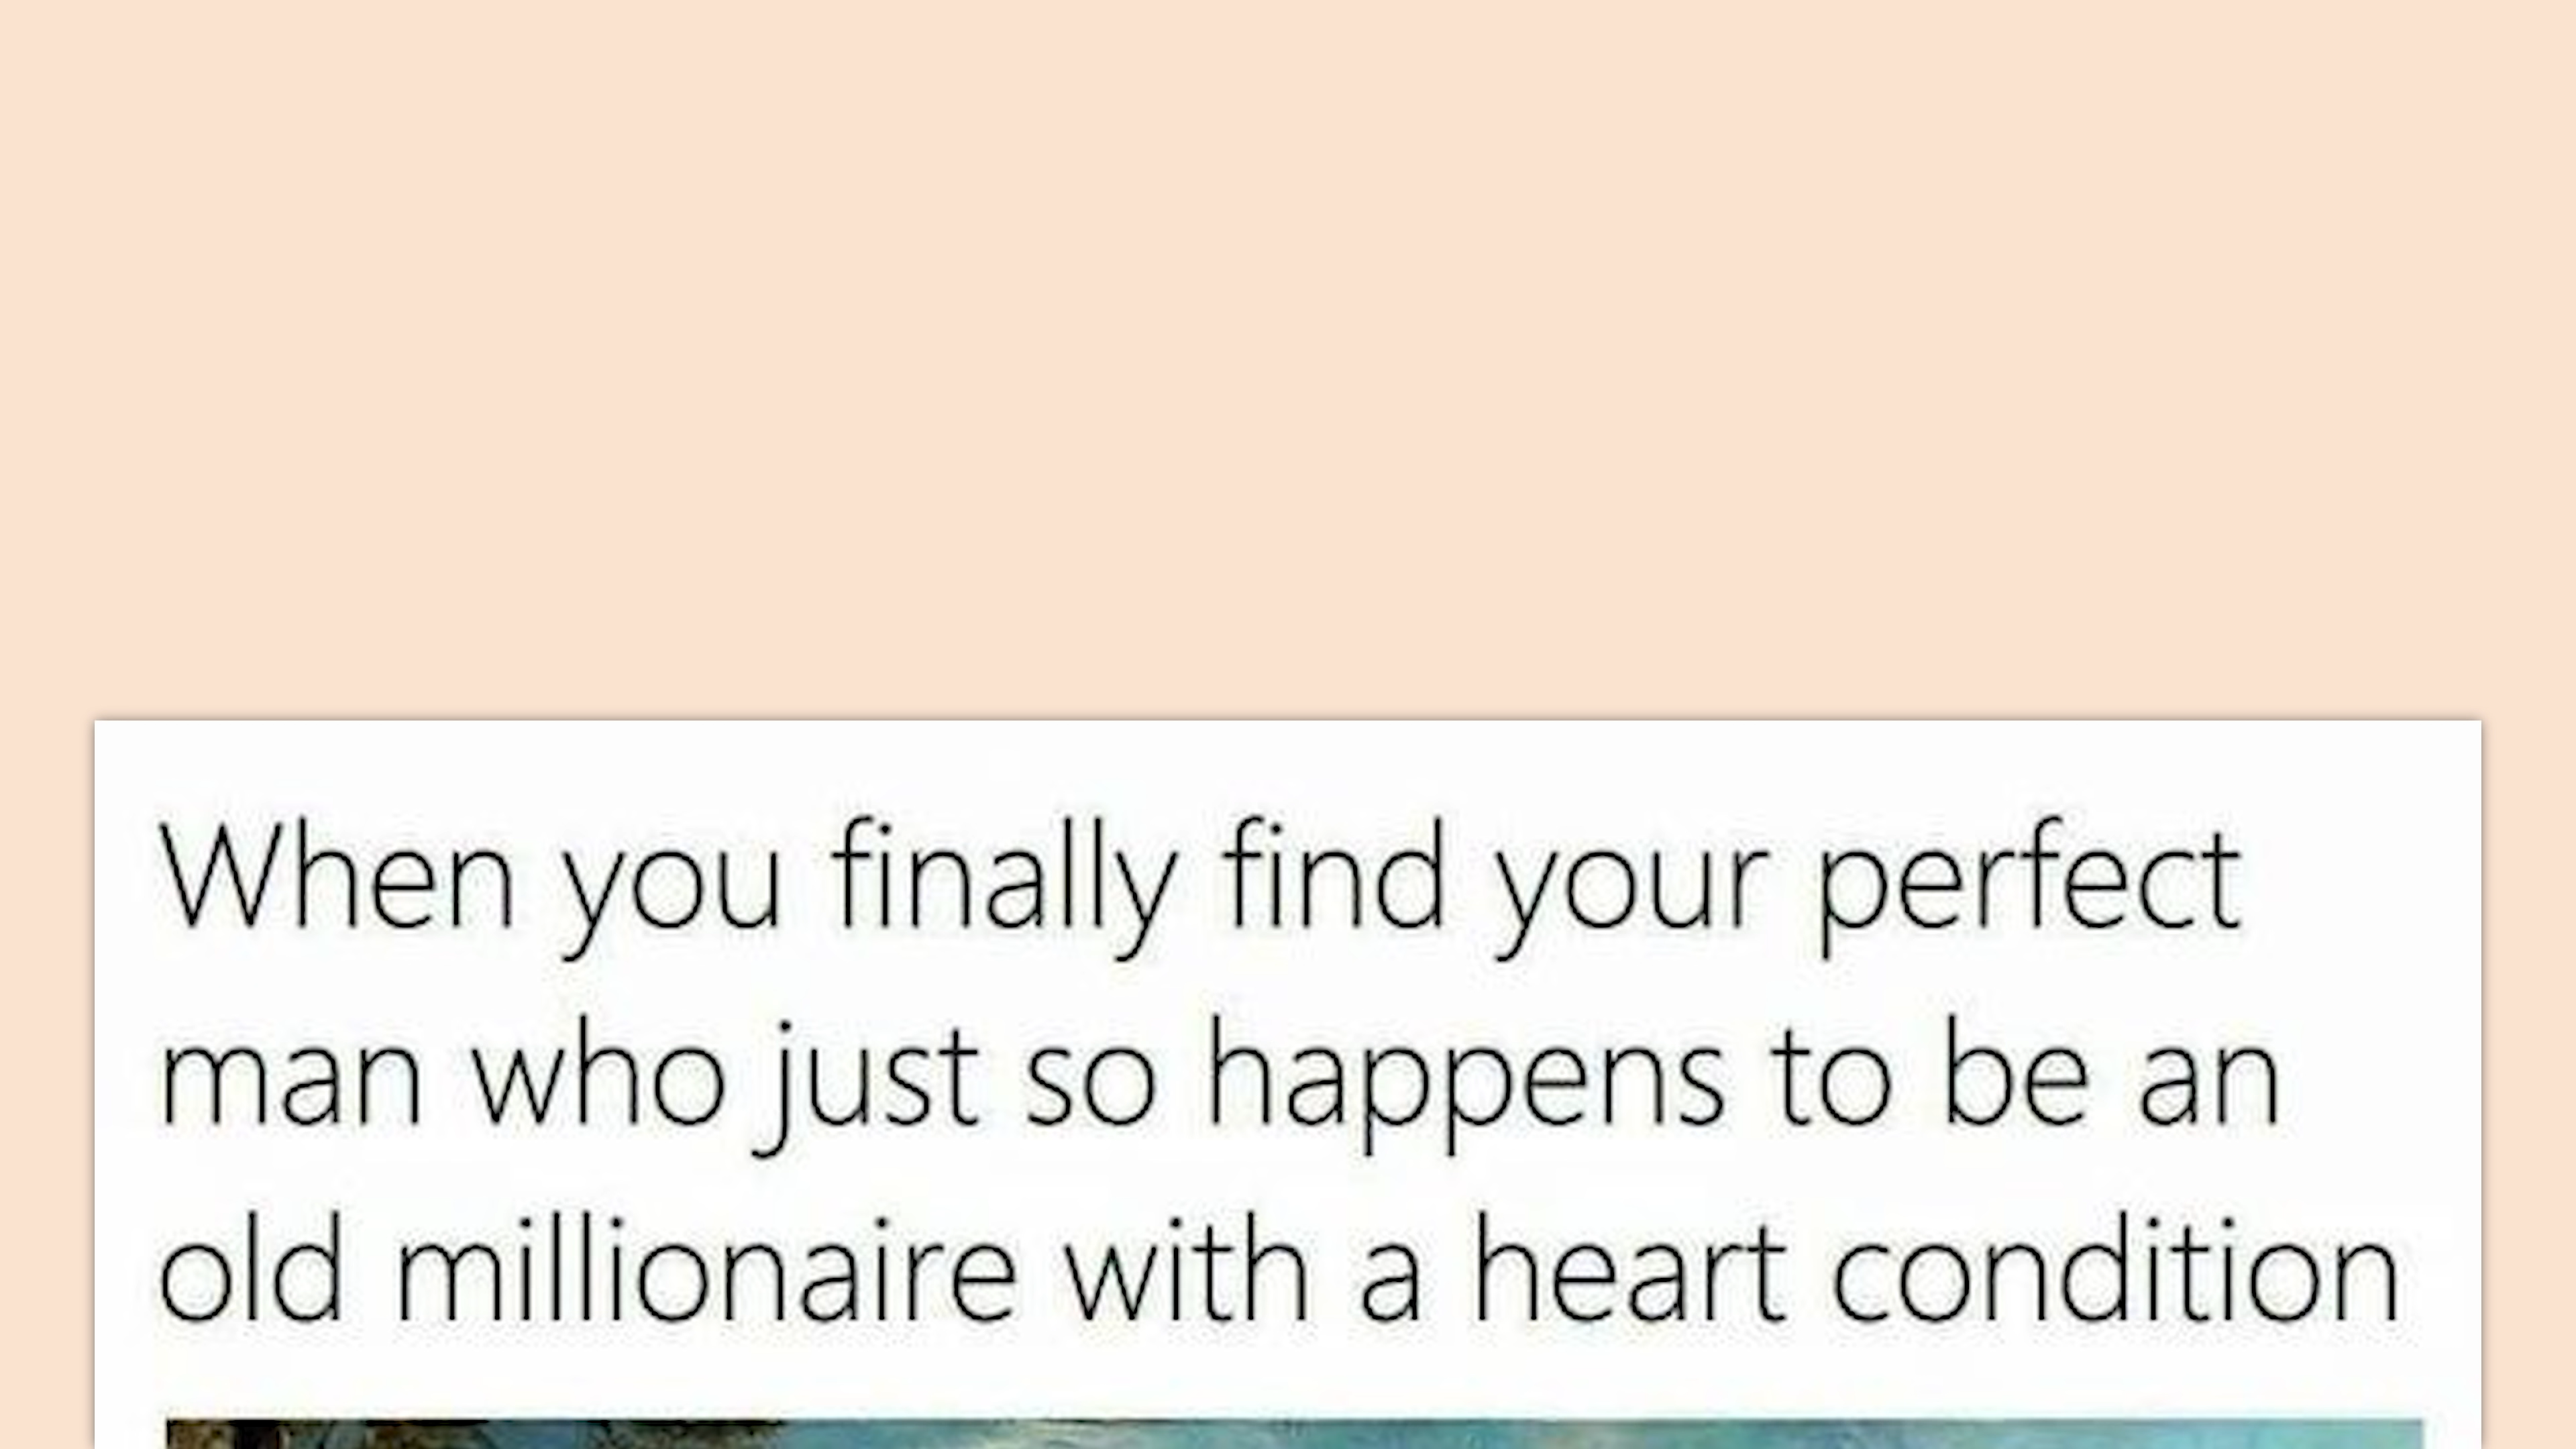 When you finally find your perfect
man who just so happens to be an
old millionaire with a heart condition